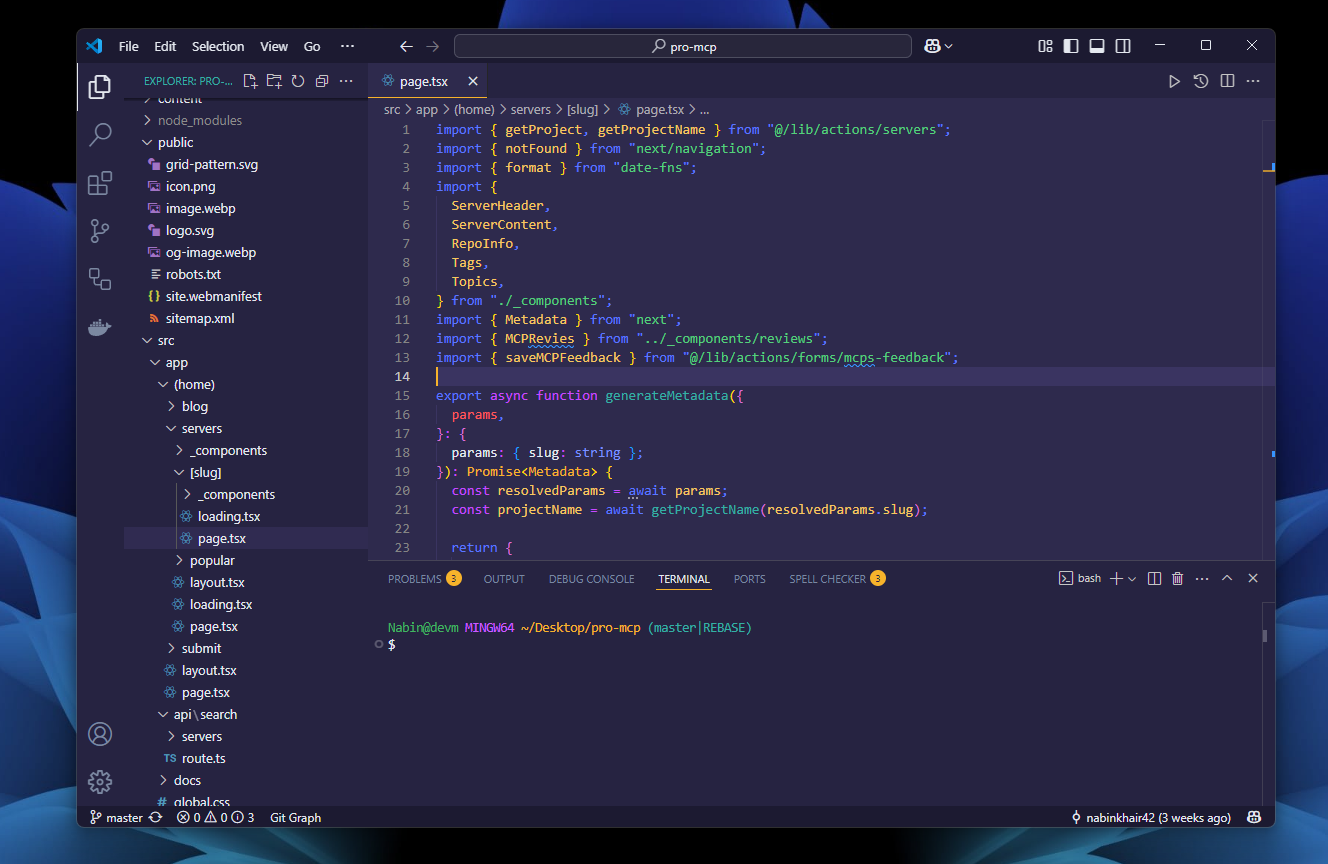 File Edit Selection View Go ···
pro-mcp
EXPLORER: PRO-...
content
node_modules
public
grid-pattern.svg
icon.png
image.webp
logo.svg
og-image.webp
robots.txt
{} site.webmanifest
sitemap.xml
src
app
(home)
blog
servers
_components
[slug]
_components
loading.tsx
page.tsx
popular
layout.tsx
loading.tsx
page.tsx
submit
layout.tsx
page.tsx
api\search
servers
TS route.ts
docs
# global.css
page.tsx
src > app > (home) > servers > [slug] > page.tsx > ...
1 import { getProject, getProjectName } from "@/lib/actions/servers";
2 import { notFound } from "next/navigation";
3 import { format } from "date-fns";
4 import {
5 ServerHeader,
6 ServerContent,
7 RepoInfo,
8 Tags,
9 Topics,
10 } from "./_components";
11 import { Metadata } from "next";
12 import { MCPRevies } from "../_components/reviews";
13 import { saveMCPFeedback } from "@/lib/actions/forms/mcps-feedback";
14
15 export async function generateMetadata({
16 params,
17 }: {
18 params: { slug: string };
19 }): Promise<Metadata> {
20 const resolvedParams = await params;
21 const projectName = await getProjectName(resolvedParams.slug);
22
23 return {
PROBLEMS 3 OUTPUT DEBUG CONSOLE TERMINAL PORTS SPELL CHECKER 3
bash
Nabin@devm MINGW64 ~/Desktop/pro-mcp (master|REBASE)
$
master 0 0 3 Git Graph
nabinkhair42 (3 weeks ago)